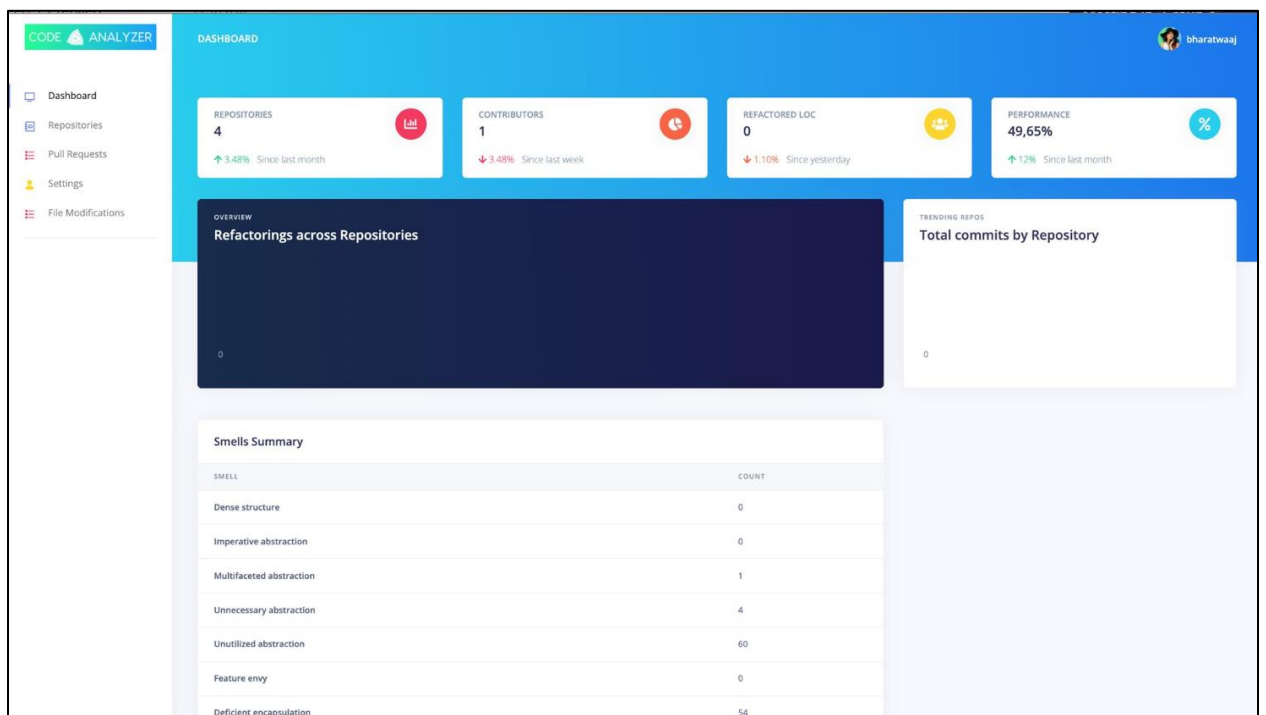 CODE ANALYZER
DASHBOARD
bharatwaaj
Dashboard
Repositories
Pull Requests
Settings
File Modifications
REPOSITORIES
4
3.48% Since last month
CONTRIBUTORS
1
3.48% Since last week
REFACTORED LOC
0
1.10% Since yesterday
PERFORMANCE
49,65%
12% Since last month
OVERVIEW
Refactorings across Repositories
0
TRENDING REPOS
Total commits by Repository
0
Smells Summary
SMELL COUNT
Dense structure 0
Imperative abstraction 0
Multifaceted abstraction 1
Unnecessary abstraction 4
Unutilized abstraction 60
Feature envy 0
Deficient encapsulation 54